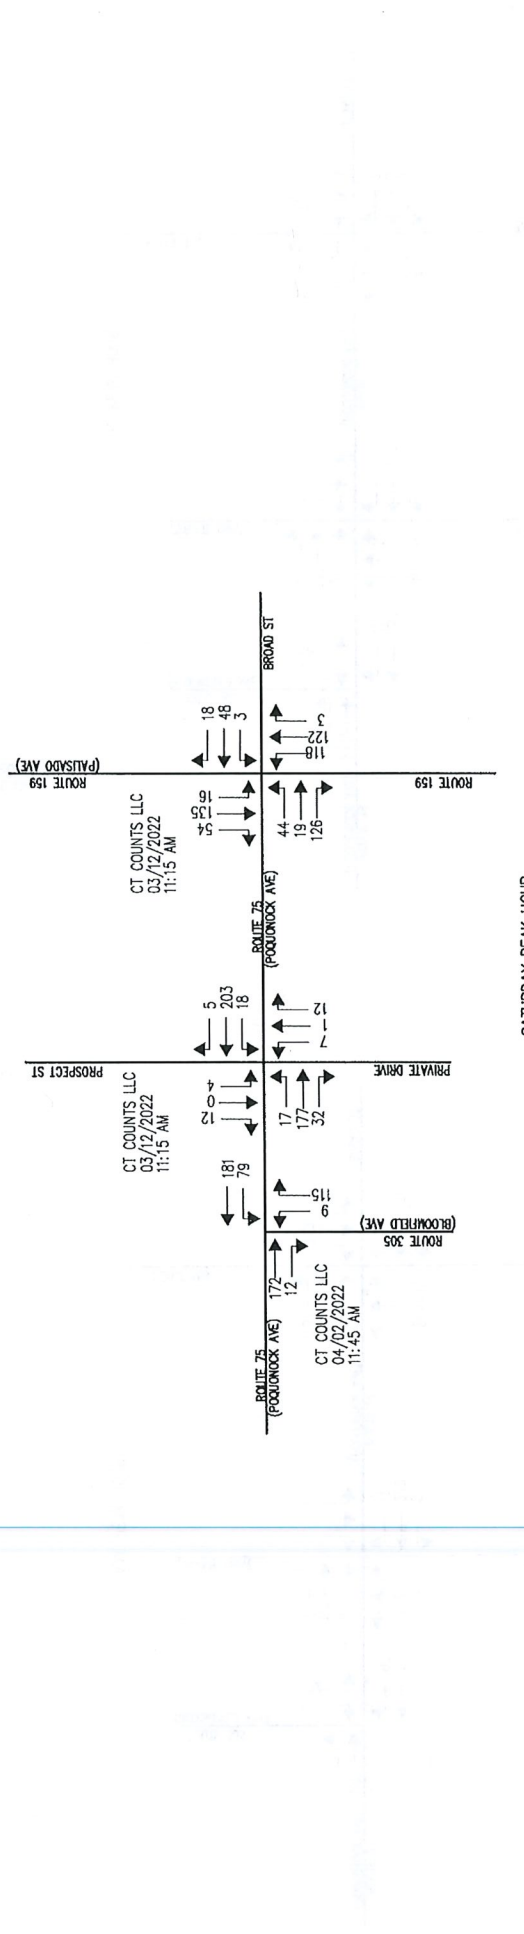 BROAD ST
ROUTE 159
(PALISADO AVE)
18
48
3
3
122
118
ROUTE 159
16
135
54
44
19
126
CT COUNTS LLC
03/12/2022
11:15 AM
ROUTE 75
(POQUONOCK AVE)
5
203
18
12
1
7
PROSPECT ST
PRIVATE DRIVE
4
0
12
17
177
32
CT COUNTS LLC
03/12/2022
11:15 AM
181
79
115
9
ROUTE 305
(BLOOMFIELD AVE)
172
12
CT COUNTS LLC
04/02/2022
11:45 AM
ROUTE 75
(POQUONOCK AVE)
SATURDAY PEAK HOUR